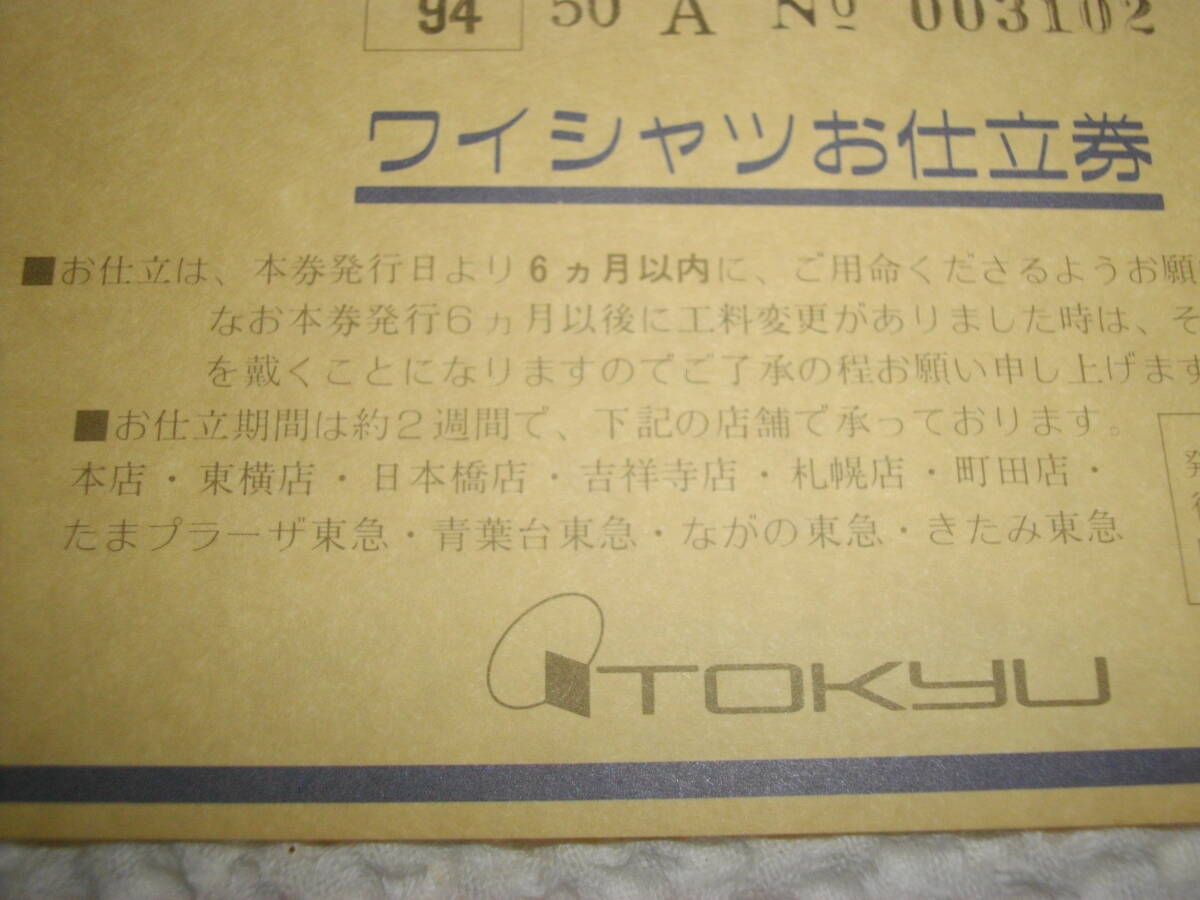 94 50 A Nº 003102
ワイシャツお仕立券
■お仕立は、本券発行日より6ヵ月以内に、ご用命くださるようお願
なお本券発行6ヵ月以後に工料変更がありました時は、そ
を戴くことになりますのでご了承の程お願い申し上げます
■お仕立期間は約2週間で、下記の店舗で承っております。
本店・東横店・日本橋店・吉祥寺店・札幌店・町田店・
たまプラーザ東急・青葉台東急・ながの東急・きたみ東急
TOKYU